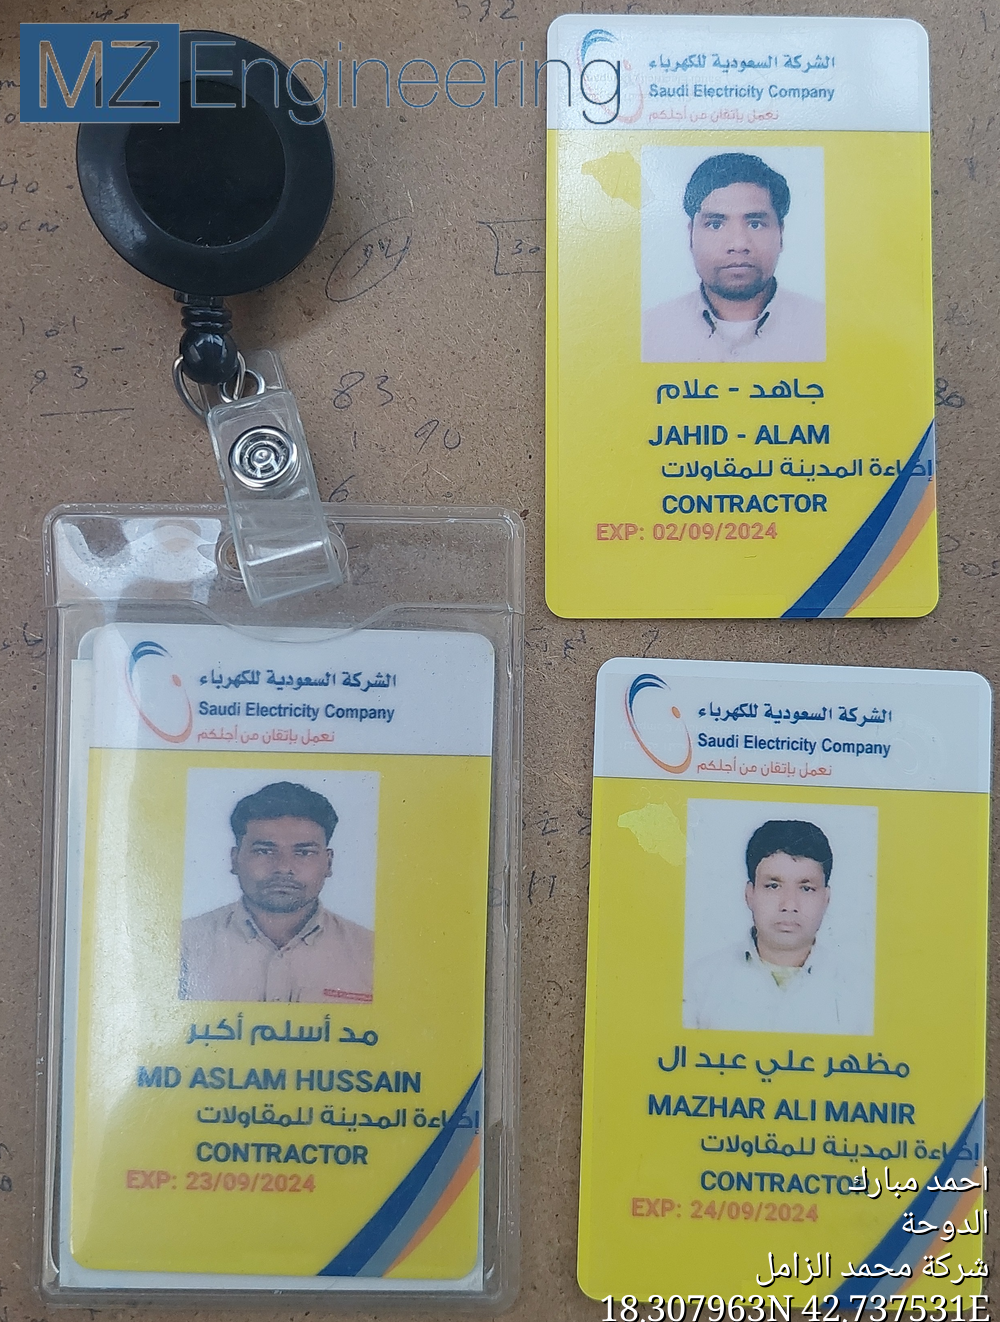 MZ Engineering
الشركة السعودية للكهرباء
Saudi Electricity Company
نعمل بإتقان من أجلكم
جاهد - علام
JAHID - ALAM
إضاءة المدينة للمقاولات
CONTRACTOR
EXP: 02/09/2024
83
90
الشركة السعودية للكهرباء
Saudi Electricity Company
نعمل بإتقان من أجلكم
مد أسلم أكبر
MD ASLAM HUSSAIN
إضاءة المدينة للمقاولات
CONTRACTOR
EXP: 23/09/2024
الشركة السعودية للكهرباء
Saudi Electricity Company
نعمل بإتقان من أجلكم
مظهر علي عبد ال
MAZHAR ALI MANIR
إضاءة المدينة للمقاولات
CONTRACTOR
EXP: 24/09/2024
احمد مبارك
الدوحة
شركة محمد الزامل
18.307963N 42.737531E